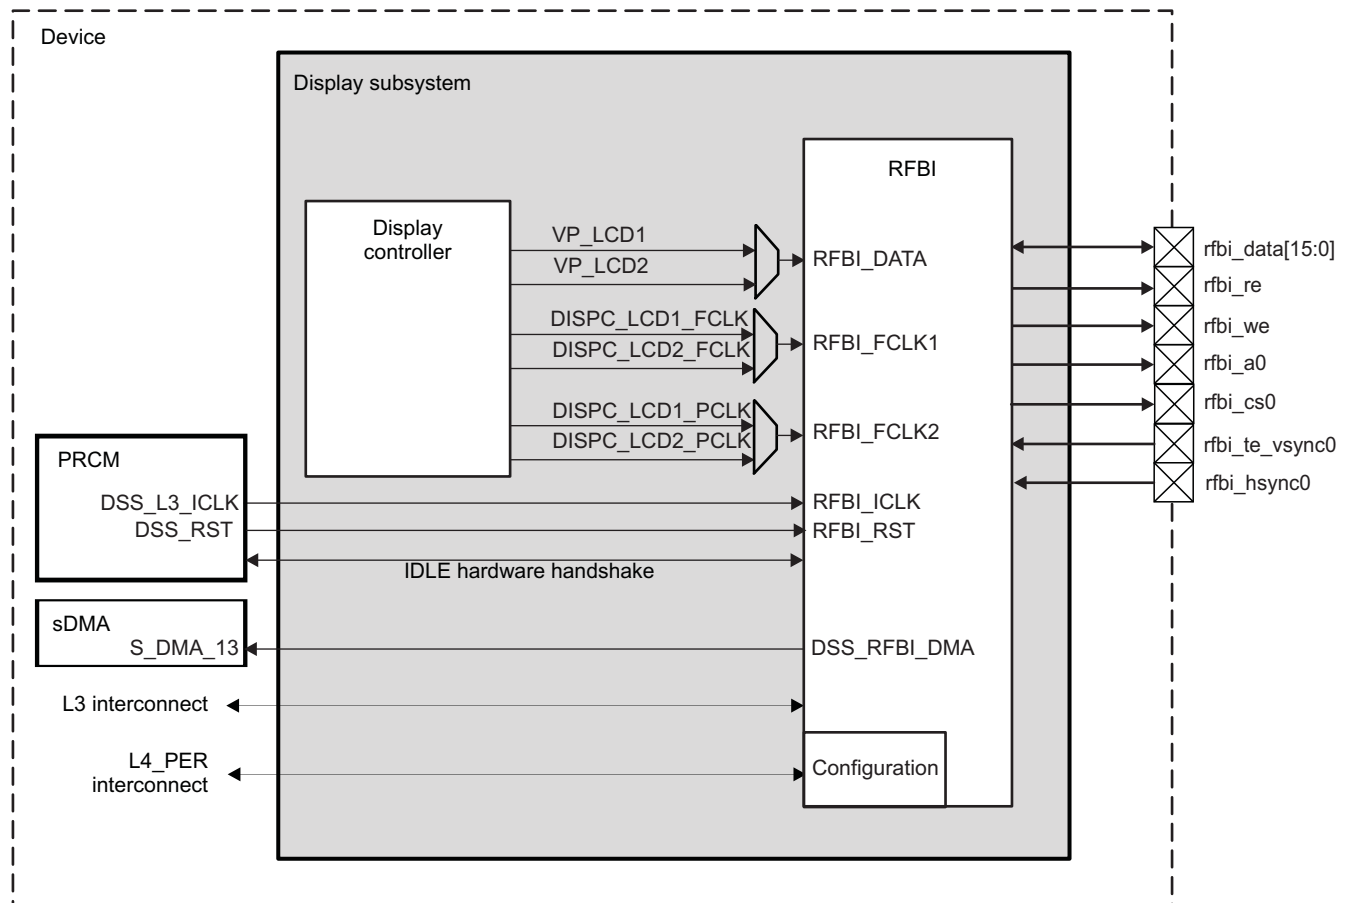 Device
Display subsystem
RFBI
Display
controller
VP_LCD1
VP_LCD2
RFBI_DATA
DISPC_LCD1_FCLK
DISPC_LCD2_FCLK
RFBI_FCLK1
DISPC_LCD1_PCLK
DISPC_LCD2_PCLK
RFBI_FCLK2
rfbi_data[15:0]
rfbi_re
rfbi_we
rfbi_a0
rfbi_cs0
rfbi_te_vsync0
rfbi_hsync0
PRCM
DSS_L3_ICLK
DSS_RST
RFBI_ICLK
RFBI_RST
IDLE hardware handshake
sDMA
S_DMA_13
DSS_RFBI_DMA
L3 interconnect
L4_PER
interconnect
Configuration